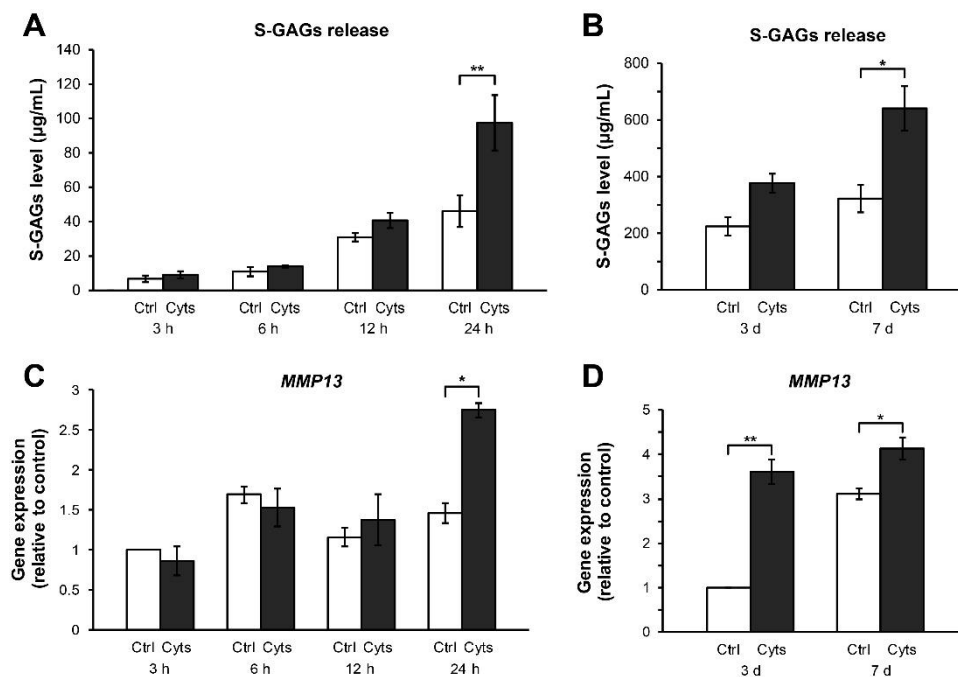 A
S-GAGs release
S-GAGs level (µg/mL)
140
120
100
80
60
40
20
0
**
Ctrl Cyts Ctrl Cyts Ctrl Cyts Ctrl Cyts
3 h 6 h 12 h 24 h
B
S-GAGs release
S-GAGs level (µg/mL)
800
600
400
200
0
*
Ctrl Cyts Ctrl Cyts
3 d 7 d
C
MMP13
Gene expression
(relative to control)
3
2.5
2
1.5
1
0.5
0
*
Ctrl Cyts Ctrl Cyts Ctrl Cyts Ctrl Cyts
3 h 6 h 12 h 24 h
D
MMP13
Gene expression
(relative to control)
5
4
3
2
1
0
**
*
Ctrl Cyts Ctrl Cyts
3 d 7 d